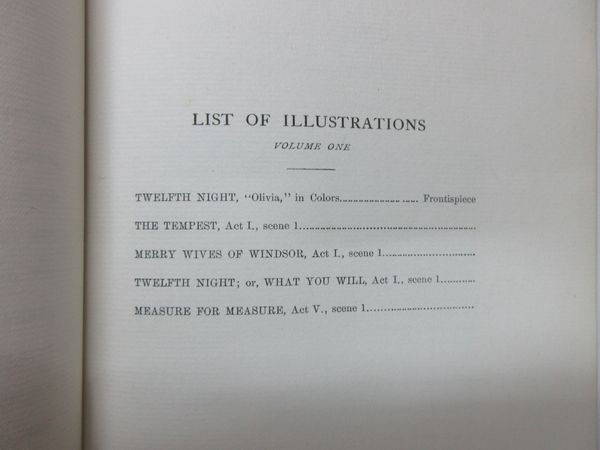 LIST OF ILLUSTRATIONS
VOLUME ONE
TWELFTH NIGHT, "Olivia," in Colors............................ Frontispiece
THE TEMPEST, Act I., scene 1............................................................
MERRY WIVES OF WINDSOR, Act I., scene 1................................
TWELFTH NIGHT; or, WHAT YOU WILL, Act I., scene 1............
MEASURE FOR MEASURE, Act V., scene 1......................................